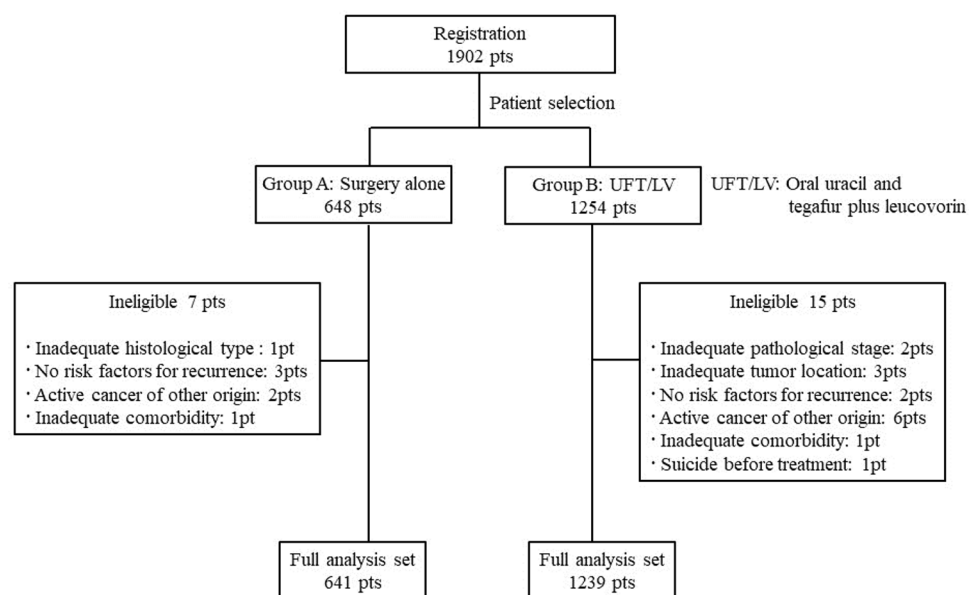 Registration
1902 pts
Patient selection
Group A: Surgery alone
648 pts
Group B: UFT/LV
1254 pts
UFT/LV: Oral uracil and
tegafur plus leucovorin
Ineligible 7 pts
・Inadequate histological type : 1pt
・No risk factors for recurrence: 3pts
・Active cancer of other origin: 2pts
・Inadequate comorbidity: 1pt
Ineligible 15 pts
・Inadequate pathological stage: 2pts
・Inadequate tumor location: 3pts
・No risk factors for recurrence: 2pts
・Active cancer of other origin: 6pts
・Inadequate comorbidity: 1pt
・Suicide before treatment: 1pt
Full analysis set
641 pts
Full analysis set
1239 pts